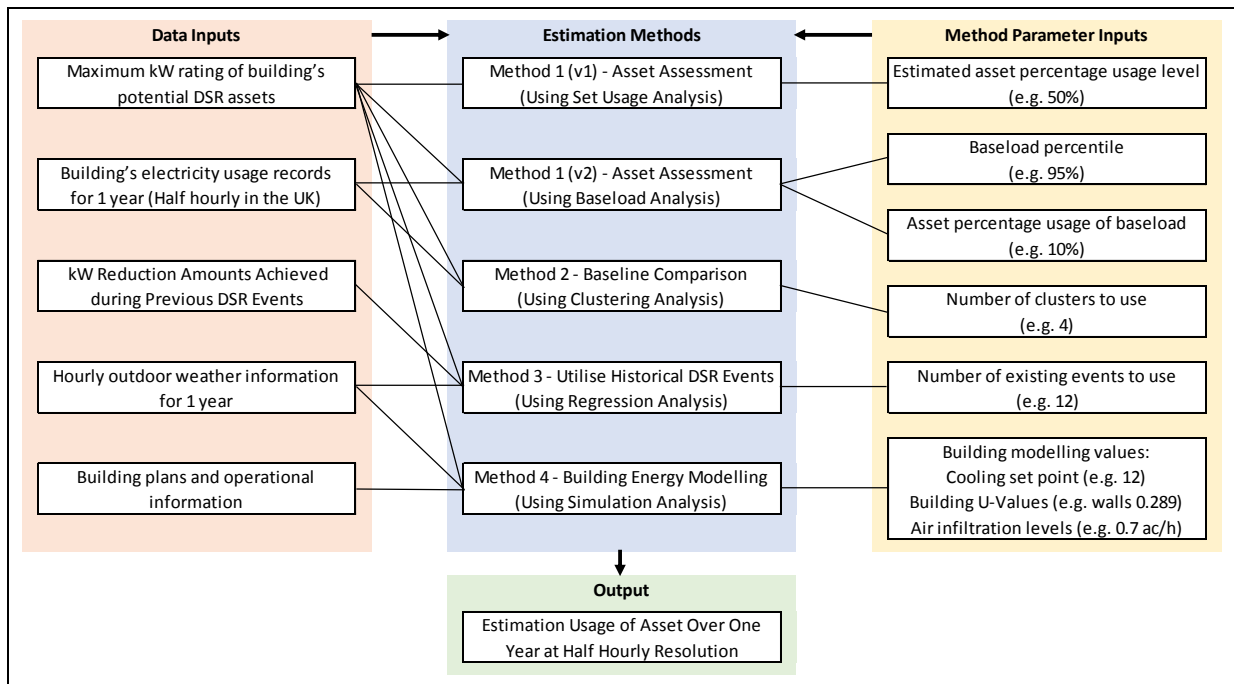 Data Inputs
Maximum kW rating of building's
potential DSR assets
Building's electricity usage records
for 1 year (Half hourly in the UK)
kW Reduction Amounts Achieved
during Previous DSR Events
Hourly outdoor weather information
for 1 year
Building plans and operational
information
Estimation Methods
Method 1 (v1) - Asset Assessment
(Using Set Usage Analysis)
Method 1 (v2) - Asset Assessment
(Using Baseload Analysis)
Method 2 - Baseline Comparison
(Using Clustering Analysis)
Method 3 - Utilise Historical DSR Events
(Using Regression Analysis)
Method 4 - Building Energy Modelling
(Using Simulation Analysis)
Method Parameter Inputs
Estimated asset percentage usage level
(e.g. 50%)
Baseload percentile
(e.g. 95%)
Asset percentage usage of baseload
(e.g. 10%)
Number of clusters to use
(e.g. 4)
Number of existing events to use
(e.g. 12)
Building modelling values:
Cooling set point (e.g. 12)
Building U-Values (e.g. walls 0.289)
Air infiltration levels (e.g. 0.7 ac/h)
Output
Estimation Usage of Asset Over One
Year at Half Hourly Resolution